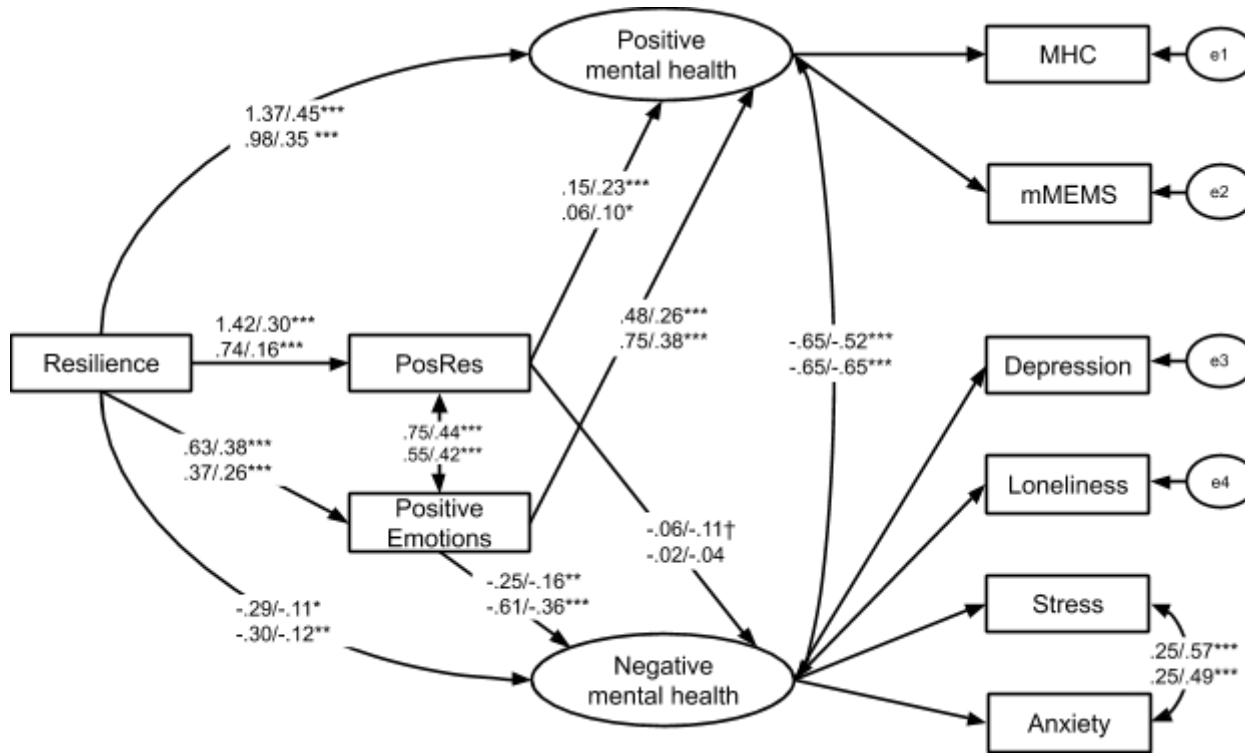 Positive
mental health
MHC
e1
1.37/.45***
.98/.35 ***
mMEMS
e2
.15/.23***
.06/.10*
.48/.26***
.75/.38***
-.65/-.52***
-.65/-.65***
Resilience
1.42/.30***
.74/.16***
PosRes
Depression
e3
.63/.38***
.37/.26***
.75/.44***
.55/.42***
Loneliness
e4
Positive
Emotions
-.06/-.11†
-.02/-.04
-.25/-.16**
-.61/-.36***
-.29/-.11*
-.30/-.12**
Stress
.25/.57***
.25/.49***
Negative
mental health
Anxiety